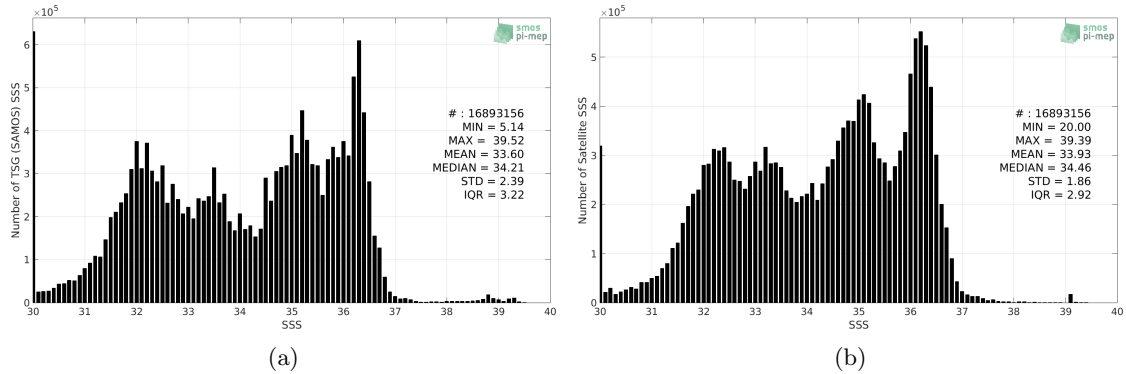 ×10⁵
Number of TSG (SAMOS) SSS
6
5
4
3
2
1
0
30 31 32 33 34 35 36 37 38 39 40
SSS
smos
pi-mep
# : 16893156
MIN = 5.14
MAX = 39.52
MEAN = 33.60
MEDIAN = 34.21
STD = 2.39
IQR = 3.22
(a)
×10⁵
Number of Satellite SSS
5
4
3
2
1
0
30 31 32 33 34 35 36 37 38 39 40
SSS
smos
pi-mep
# : 16893156
MIN = 20.00
MAX = 39.39
MEAN = 33.93
MEDIAN = 34.46
STD = 1.86
IQR = 2.92
(b)